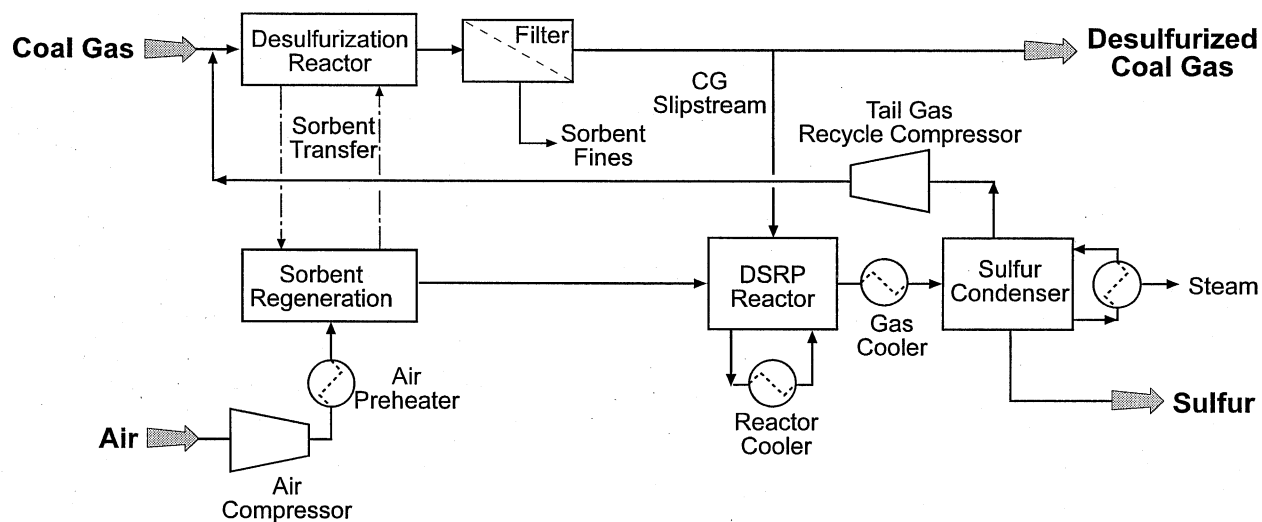 Coal Gas
Desulfurization
Reactor
Filter
Desulfurized
Coal Gas
CG
Slipstream
Sorbent
Transfer
Sorbent
Fines
Tail Gas
Recycle Compressor
Sorbent
Regeneration
DSRP
Reactor
Sulfur
Condenser
Steam
Gas
Cooler
Air
Preheater
Reactor
Cooler
Sulfur
Air
Air
Compressor